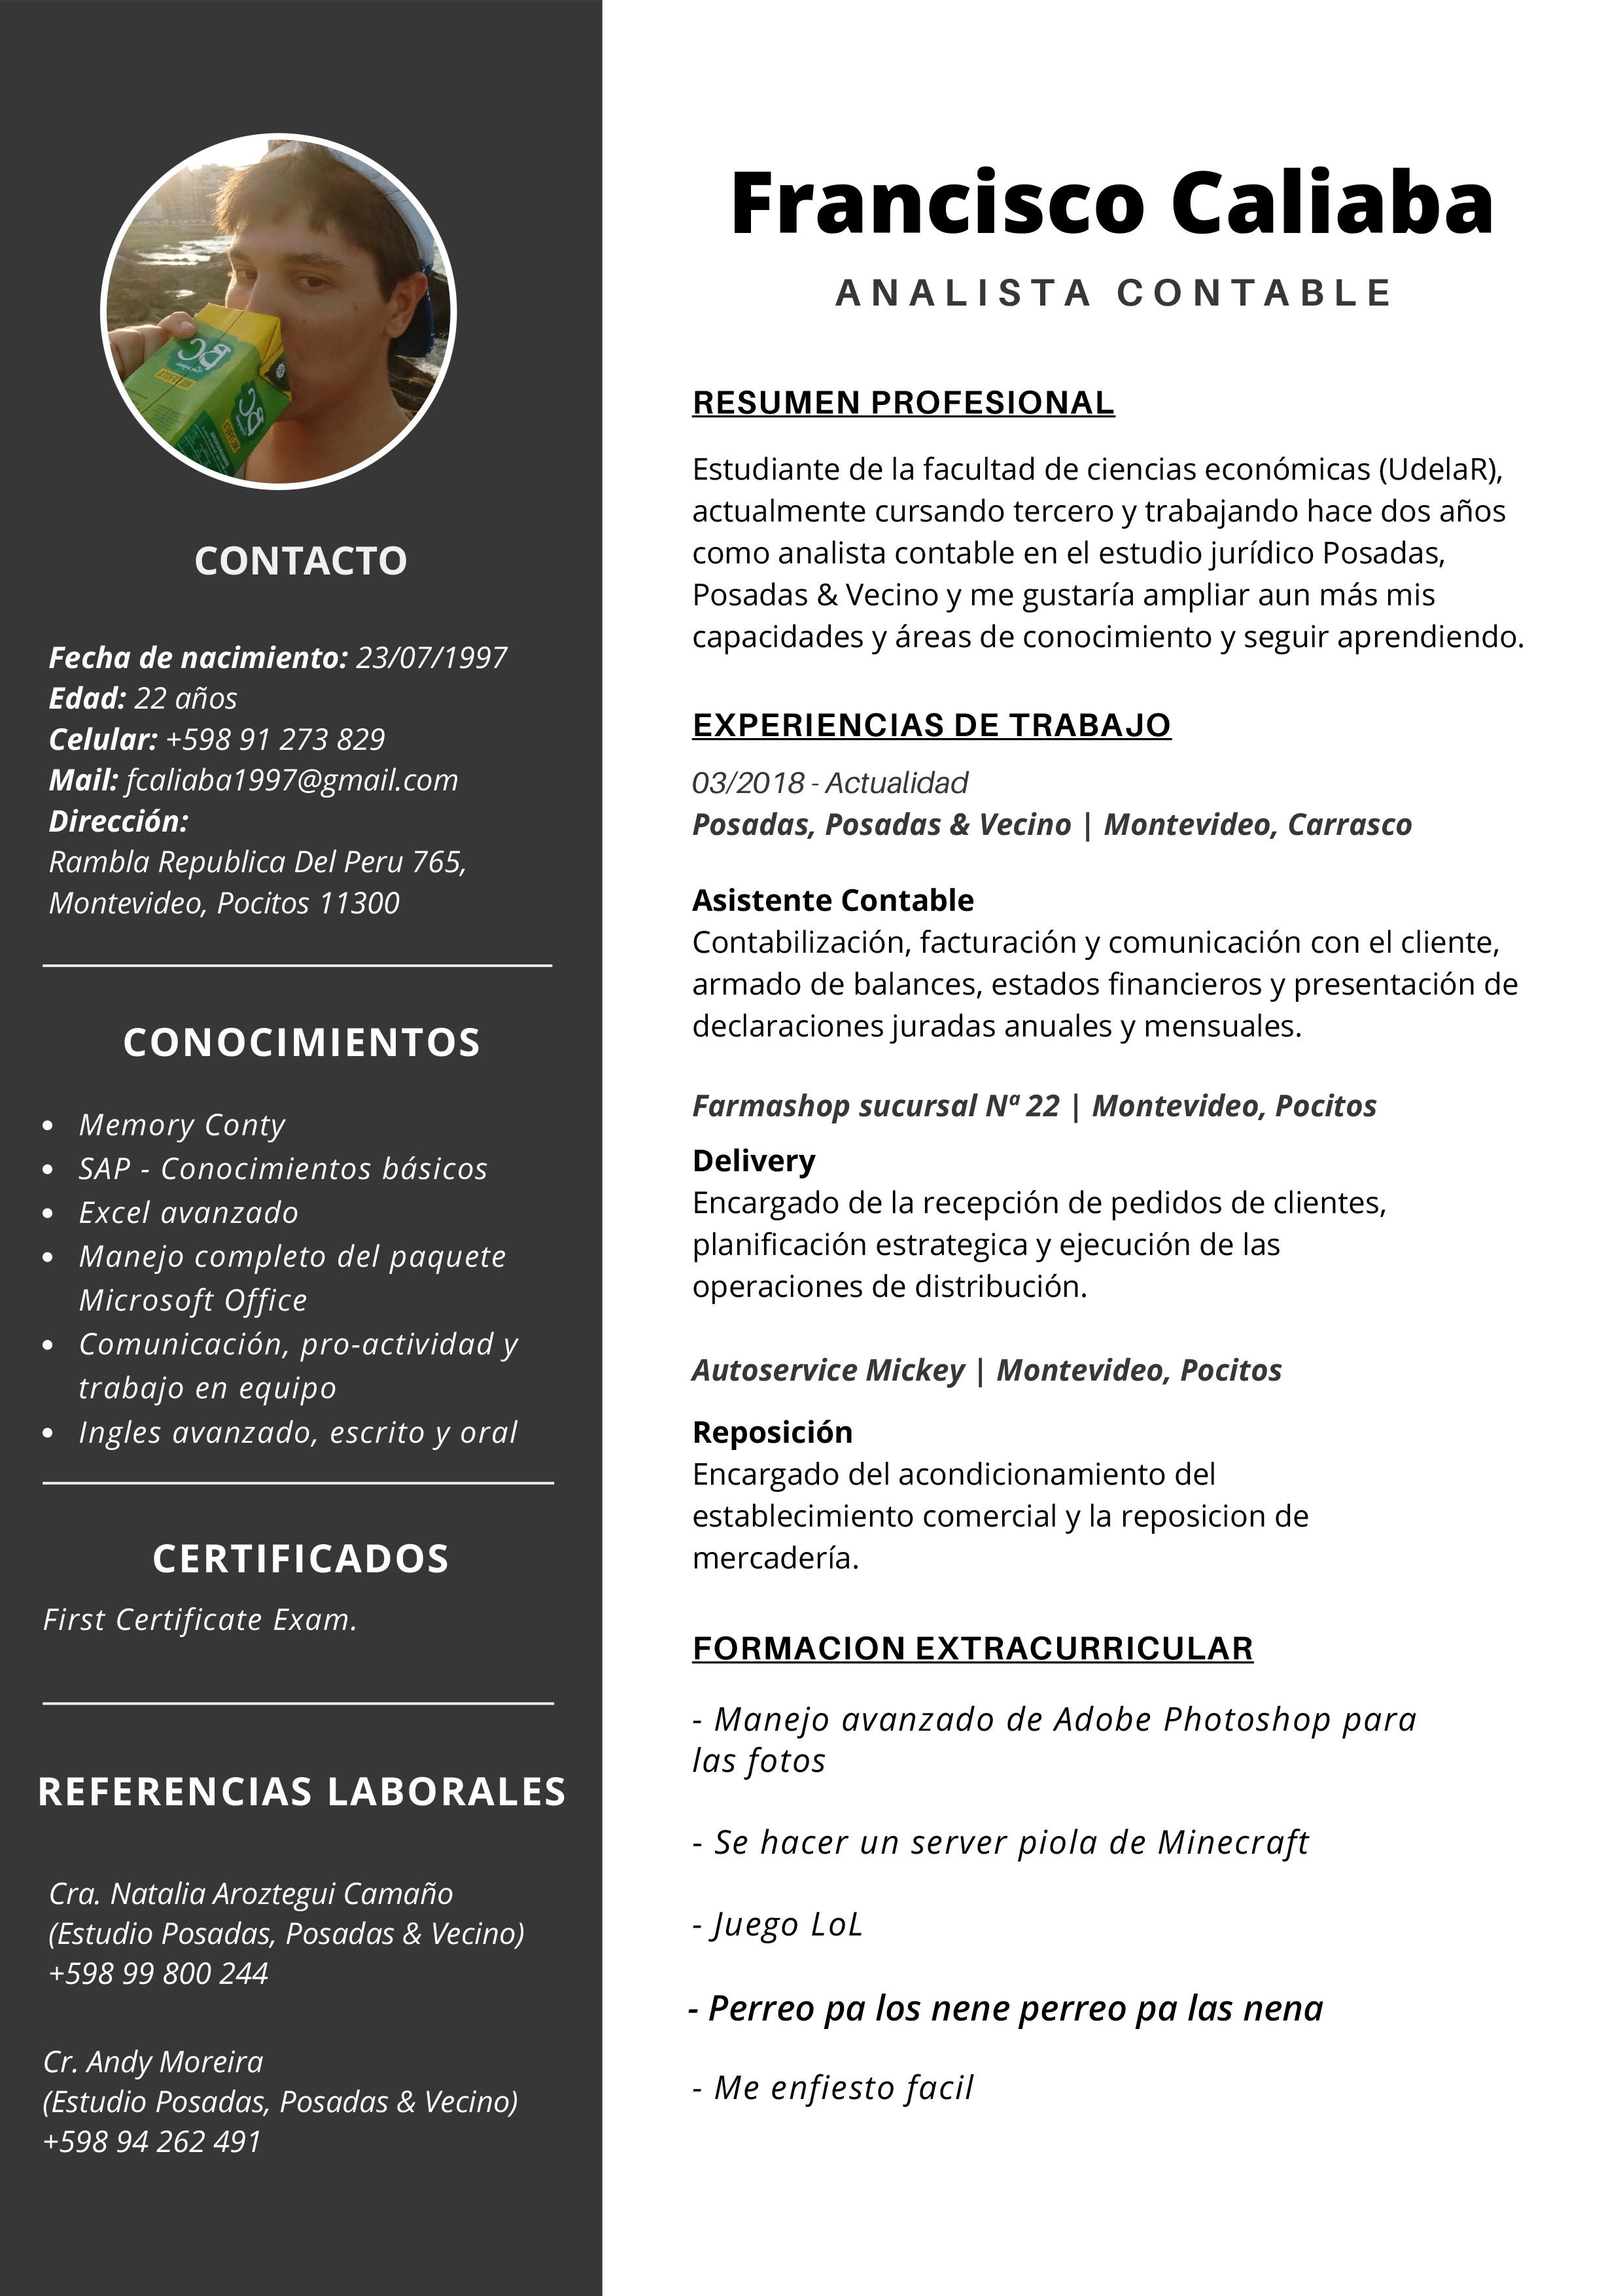 CONTACTO
Fecha de nacimiento: 23/07/1997
Edad: 22 años
Celular: +598 91 273 829
Mail: fcaliaba1997@gmail.com
Dirección:
Rambla Republica Del Peru 765,
Montevideo, Pocitos 11300
CONOCIMIENTOS
• Memory Conty
• SAP - Conocimientos básicos
• Excel avanzado
• Manejo completo del paquete
Microsoft Office
• Comunicación, pro-actividad y
trabajo en equipo
• Ingles avanzado, escrito y oral
CERTIFICADOS
First Certificate Exam.
REFERENCIAS LABORALES
Cra. Natalia Aroztegui Camaño
(Estudio Posadas, Posadas & Vecino)
+598 99 800 244
Cr. Andy Moreira
(Estudio Posadas, Posadas & Vecino)
+598 94 262 491
Francisco Caliaba
ANALISTA CONTABLE
RESUMEN PROFESIONAL
Estudiante de la facultad de ciencias económicas (UdelaR),
actualmente cursando tercero y trabajando hace dos años
como analista contable en el estudio jurídico Posadas,
Posadas & Vecino y me gustaría ampliar aun más mis
capacidades y áreas de conocimiento y seguir aprendiendo.
EXPERIENCIAS DE TRABAJO
03/2018 - Actualidad
Posadas, Posadas & Vecino | Montevideo, Carrasco
Asistente Contable
Contabilización, facturación y comunicación con el cliente,
armado de balances, estados financieros y presentación de
declaraciones juradas anuales y mensuales.
Farmashop sucursal Nª 22 | Montevideo, Pocitos
Delivery
Encargado de la recepción de pedidos de clientes,
planificación estrategica y ejecución de las
operaciones de distribución.
Autoservice Mickey | Montevideo, Pocitos
Reposición
Encargado del acondicionamiento del
establecimiento comercial y la reposicion de
mercadería.
FORMACION EXTRACURRICULAR
- Manejo avanzado de Adobe Photoshop para
las fotos
- Se hacer un server piola de Minecraft
- Juego LoL
- Perreo pa los nene perreo pa las nena
- Me enfiesto facil